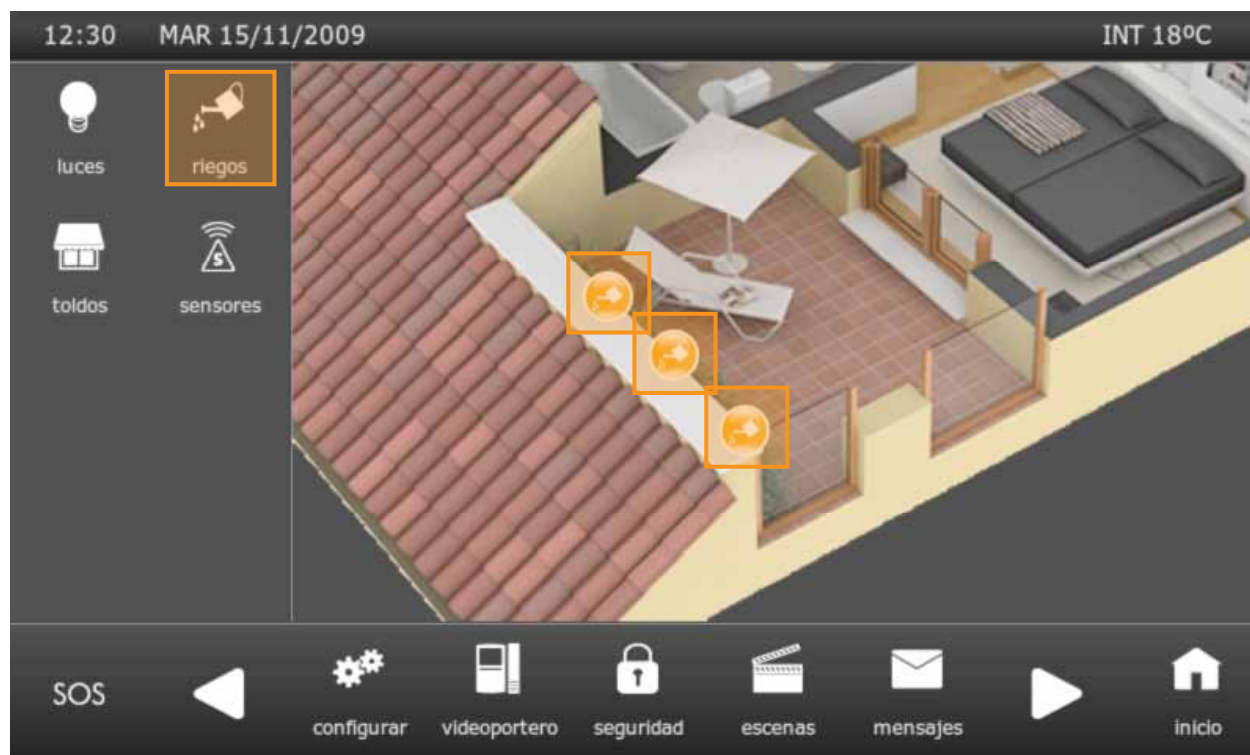 12:30 MAR 15/11/2009 INT 18ºC
luces riegos
S
toldos sensores
SOS configurar videoportero seguridad escenas mensajes inicio